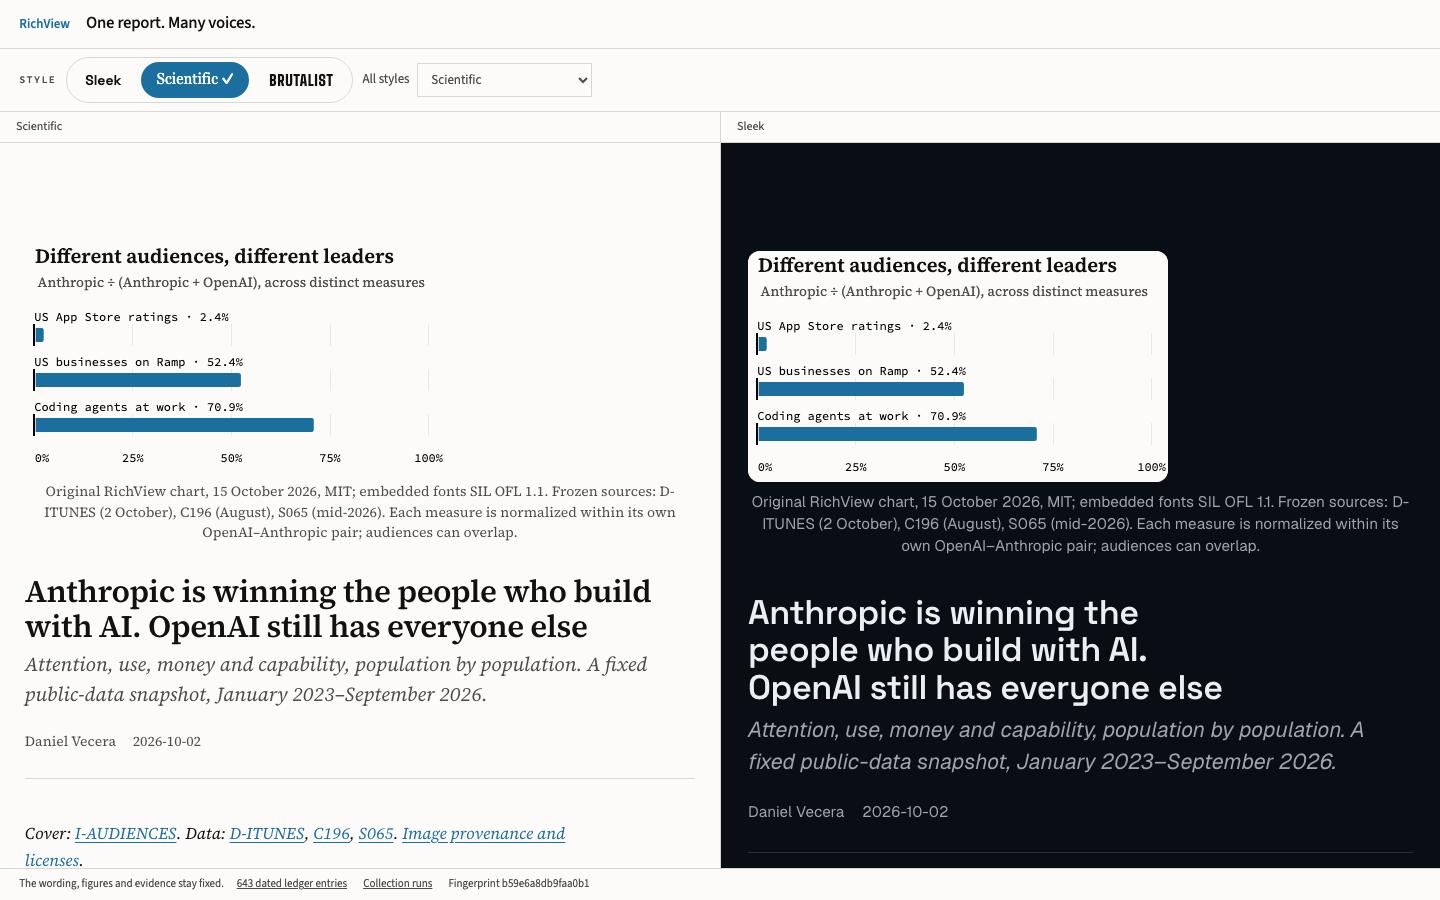 RichView One report. Many voices.
STYLE Sleek Scientific ✓ BRUTALIST All styles Scientific
Scientific
Different audiences, different leaders
Anthropic ÷ (Anthropic + OpenAI), across distinct measures
US App Store ratings · 2.4%
US businesses on Ramp · 52.4%
Coding agents at work · 70.9%
0% 25% 50% 75% 100%
Original RichView chart, 15 October 2026, MIT; embedded fonts SIL OFL 1.1. Frozen sources: D-
ITUNES (2 October), C196 (August), S065 (mid-2026). Each measure is normalized within its own
OpenAI–Anthropic pair; audiences can overlap.
Anthropic is winning the people who build
with AI. OpenAI still has everyone else
Attention, use, money and capability, population by population. A fixed
public-data snapshot, January 2023–September 2026.
Daniel Vecera 2026-10-02
Cover: I-AUDIENCES. Data: D-ITUNES, C196, S065. Image provenance and
licenses.
Sleek
Different audiences, different leaders
Anthropic ÷ (Anthropic + OpenAI), across distinct measures
US App Store ratings · 2.4%
US businesses on Ramp · 52.4%
Coding agents at work · 70.9%
0% 25% 50% 75% 100%
Original RichView chart, 15 October 2026, MIT; embedded fonts SIL OFL 1.1. Frozen sources: D-
ITUNES (2 October), C196 (August), S065 (mid-2026). Each measure is normalized within its
own OpenAI–Anthropic pair; audiences can overlap.
Anthropic is winning the
people who build with AI.
OpenAI still has everyone else
Attention, use, money and capability, population by population. A
fixed public-data snapshot, January 2023–September 2026.
Daniel Vecera 2026-10-02
The wording, figures and evidence stay fixed. 643 dated ledger entries Collection runs Fingerprint b59e6a8db9faa0b1